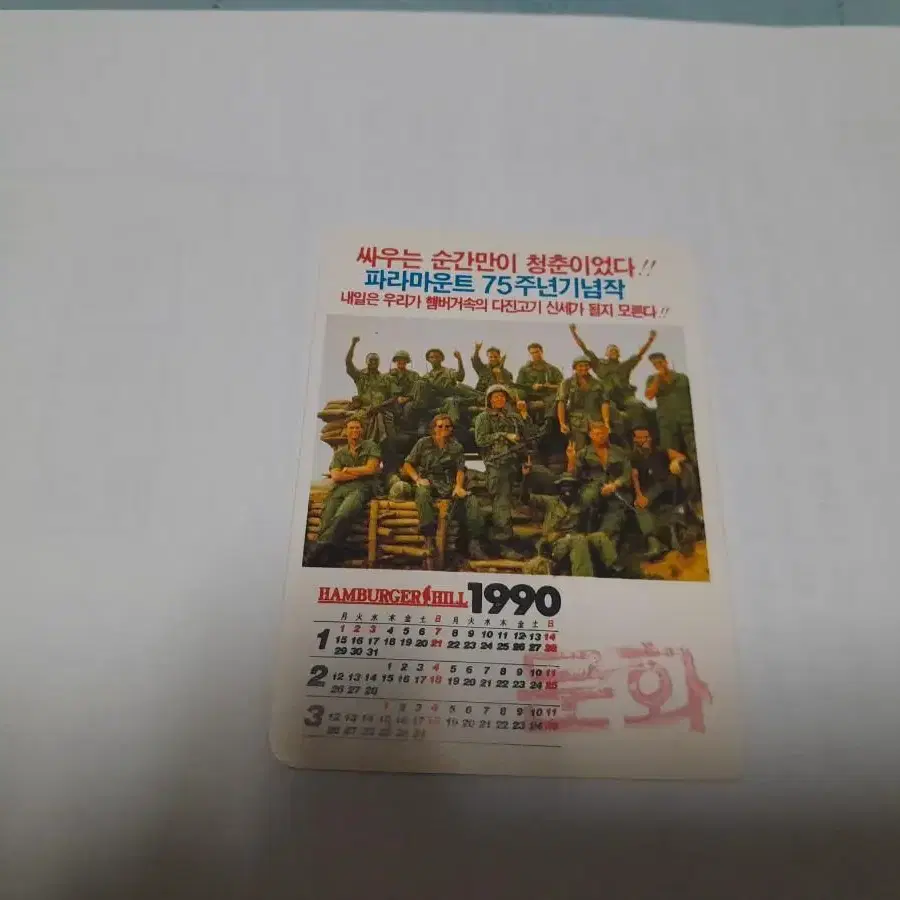 싸우는 순간만이 청춘이었다!!
파라마운트 75주년기념작
내일은 우리가 햄버거속의 다진고기 신세가 될지 모른다!!
HAMBURGER HILL 1990
月 火 水 木 金 土 日 月 火 水 木 金 土 日
1 1 2 3 4 5 6 7 8 9 10 11 12 13 14
15 16 17 18 19 20 21 22 23 24 25 26 27 28
29 30 31
2 1 2 3 4 5 6 7 8 9 10 11
12 13 14 15 16 17 18 19 20 21 22 23 24 25
26 27 28
3 1 2 3 4 5 6 7 8 9 10 11
12 13 14 15 16 17 18 19 20 21 22 23 24 25
26 27 28 29 30 31
화